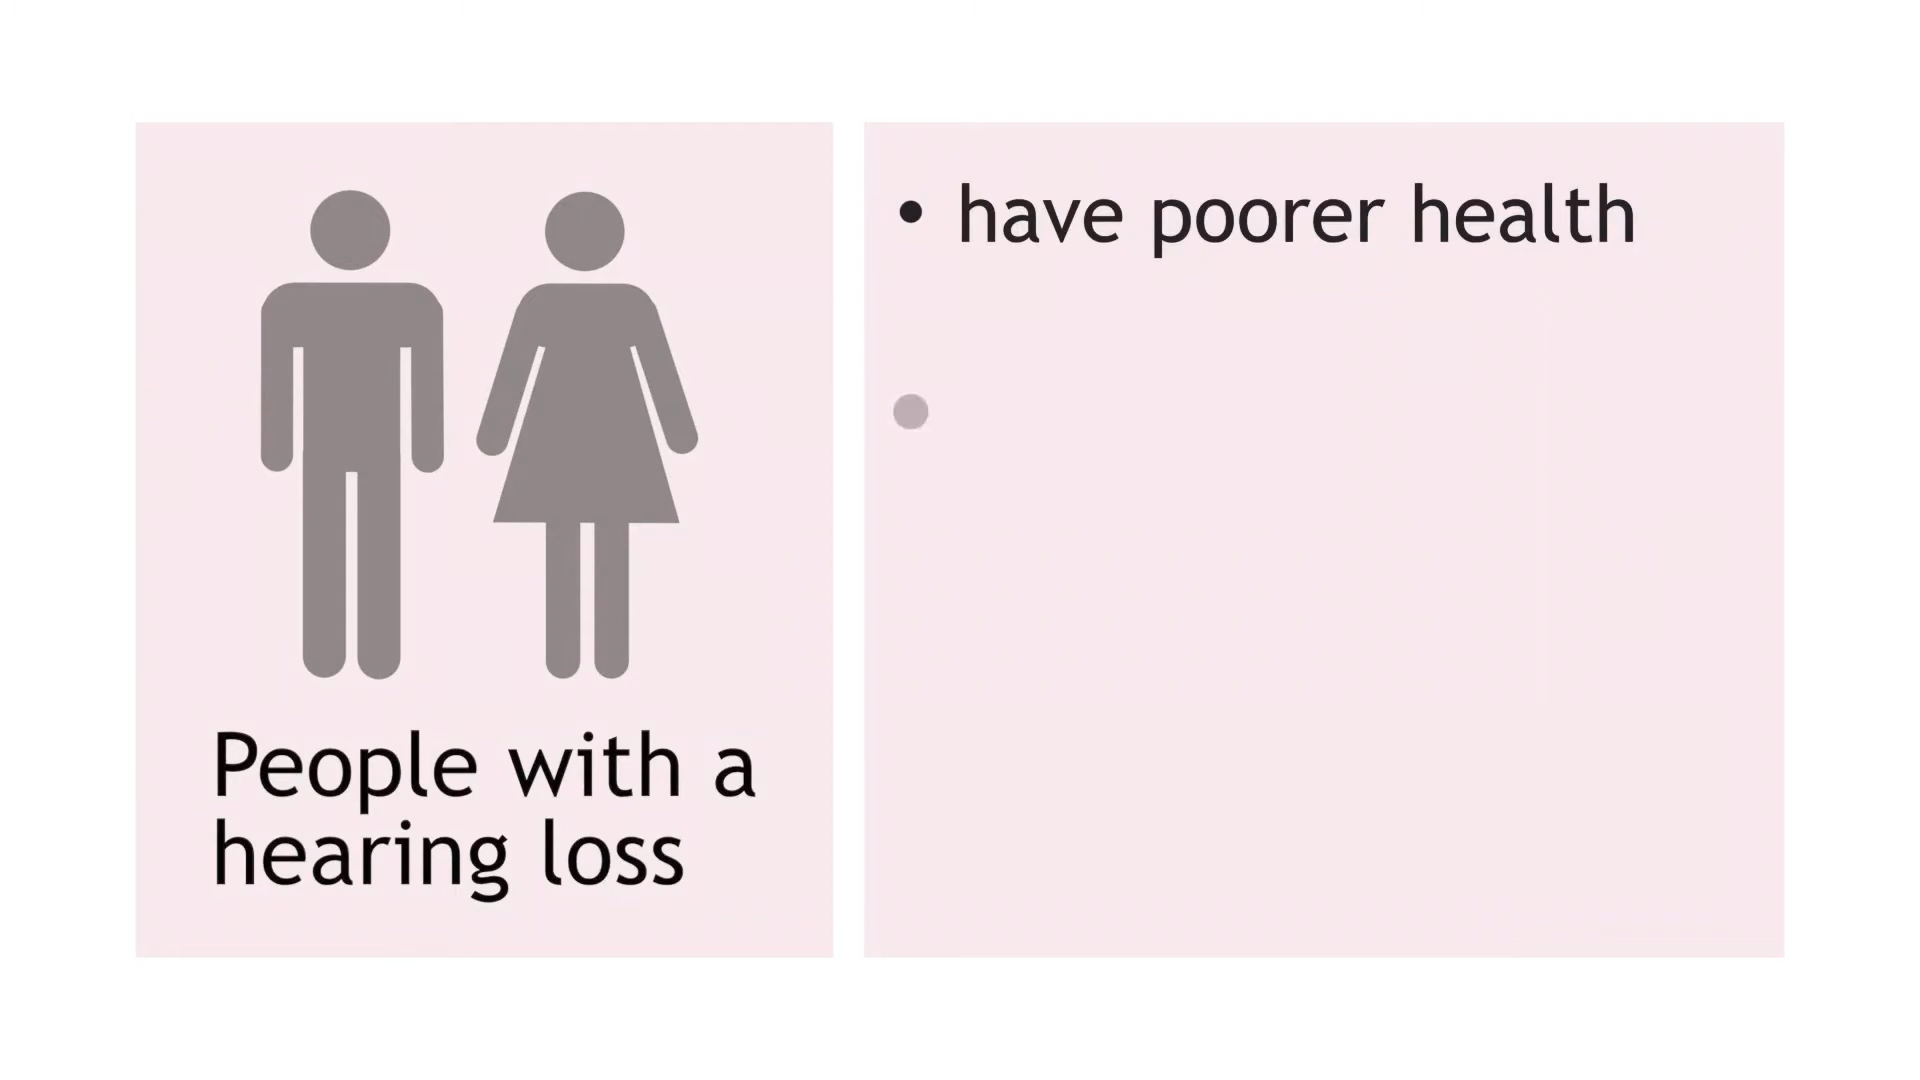 People with a
hearing loss
• have poorer health
•